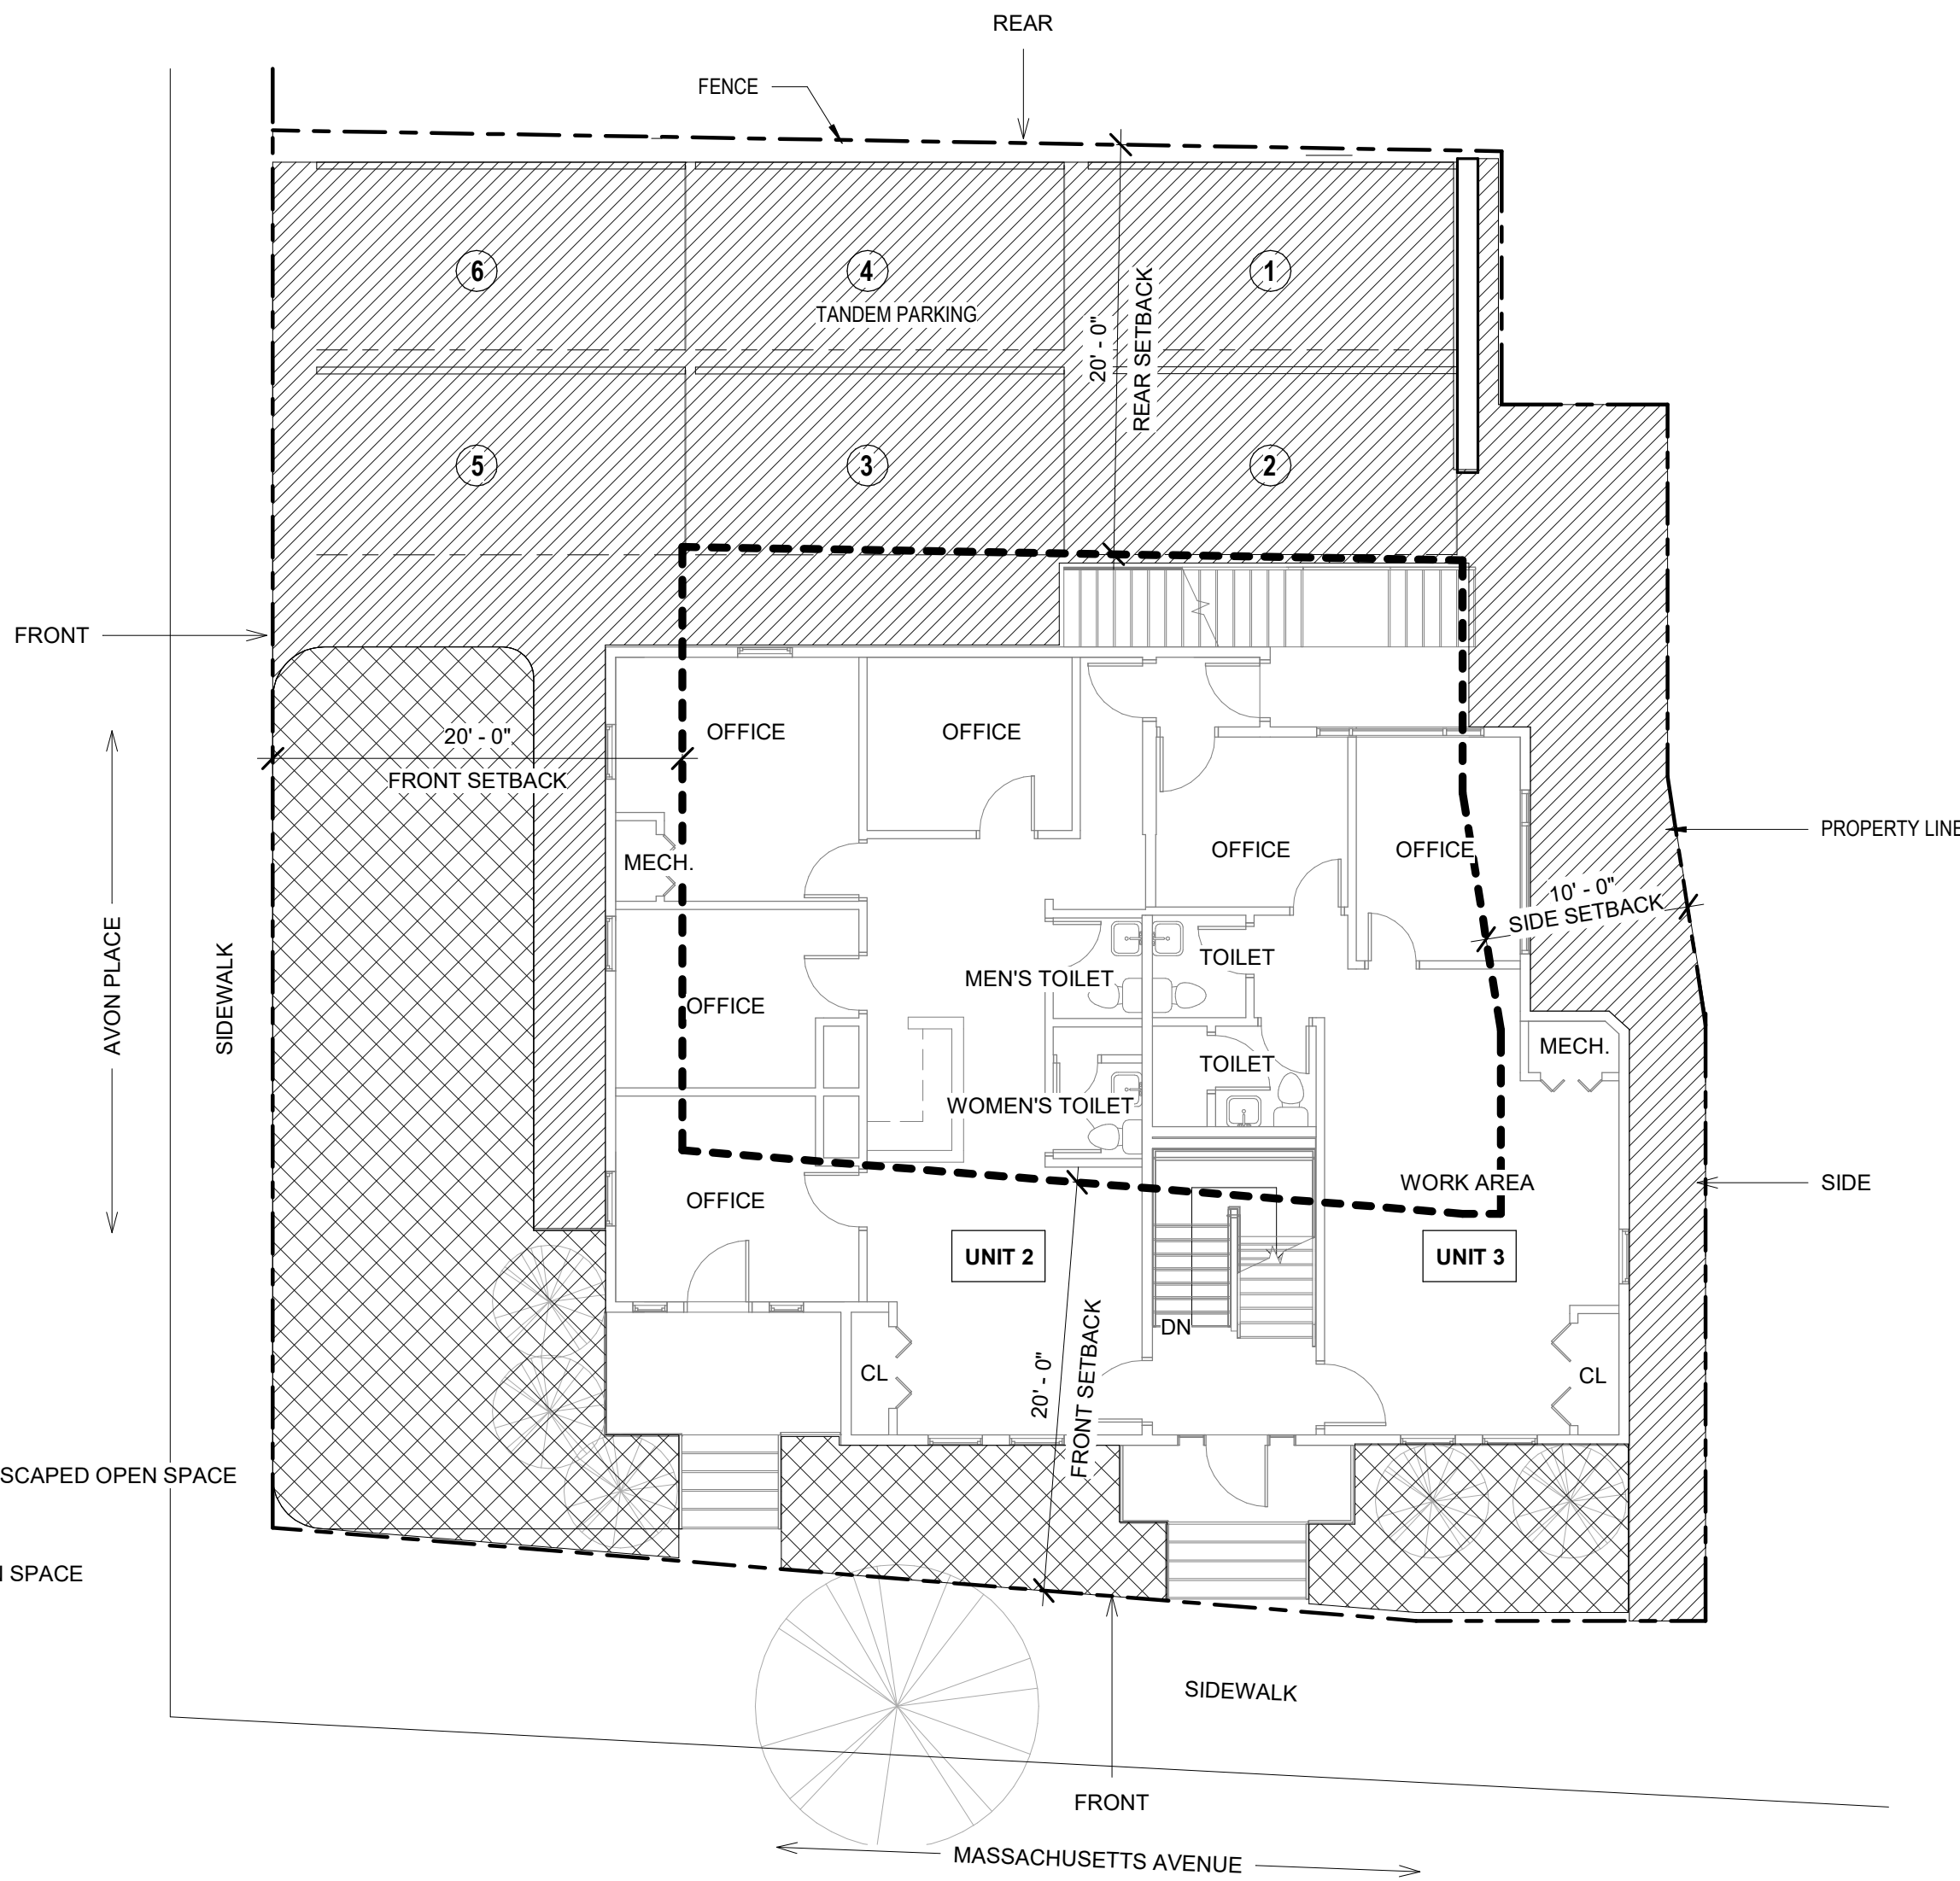 REAR
FENCE
6
4
1
TANDEM PARKING
20' - 0"
REAR SETBACK
5
3
2
FRONT
OFFICE
OFFICE
20' - 0"
FRONT SETBACK
PROPERTY LINE
OFFICE
OFFICE
MECH.
10' - 0"
SIDE SETBACK
AVON PLACE
SIDEWALK
TOILET
MEN'S TOILET
OFFICE
MECH.
TOILET
WOMEN'S TOILET
WORK AREA
SIDE
OFFICE
UNIT 2
UNIT 3
DN
20' - 0"
FRONT SETBACK
CL
CL
SCAPED OPEN SPACE
SPACE
SIDEWALK
FRONT
MASSACHUSETTS AVENUE